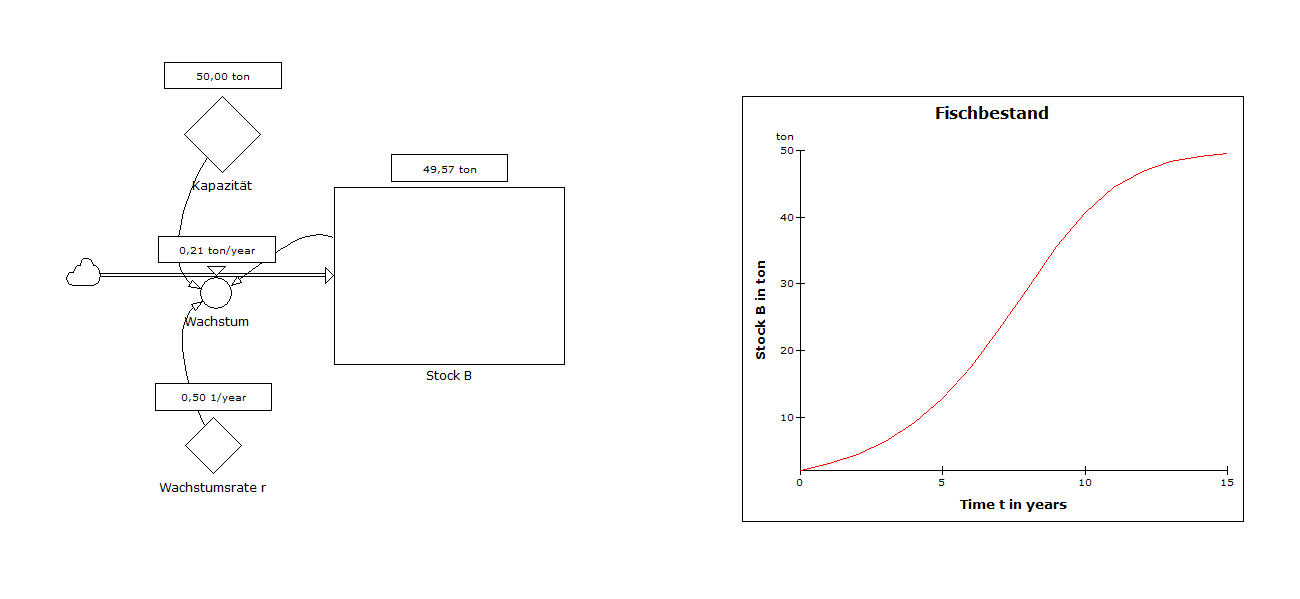 50,00 ton
Kapazität
49,57 ton
0,21 ton/year
Wachstum
Stock B
0,50 1/year
Wachstumsrate r
Fischbestand
ton
50
40
30
20
10
Stock B in ton
0 5 10 15
Time t in years